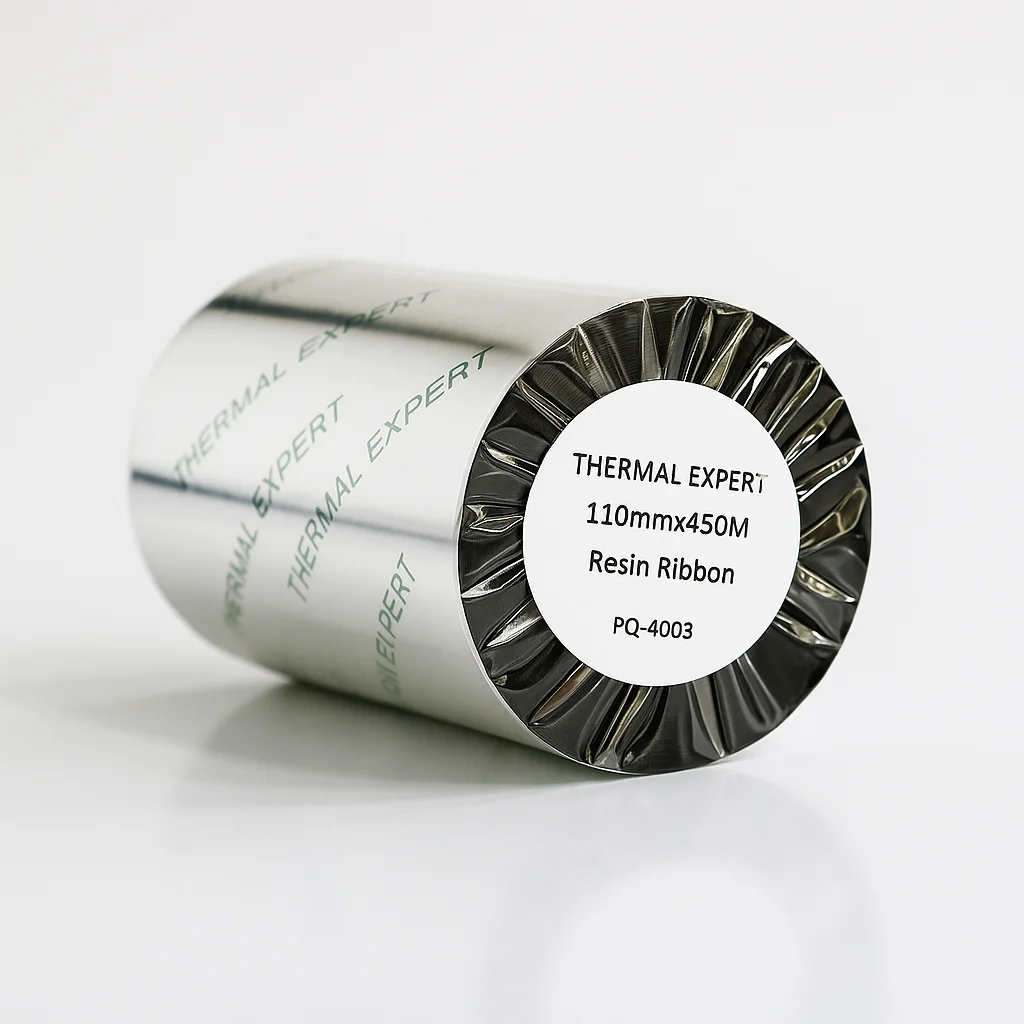 THERMAL EXPERT
THERMAL EXPERT
THERMAL EXPERT
THERMAL EXPERT
110mmx450M
Resin Ribbon
PQ-4003